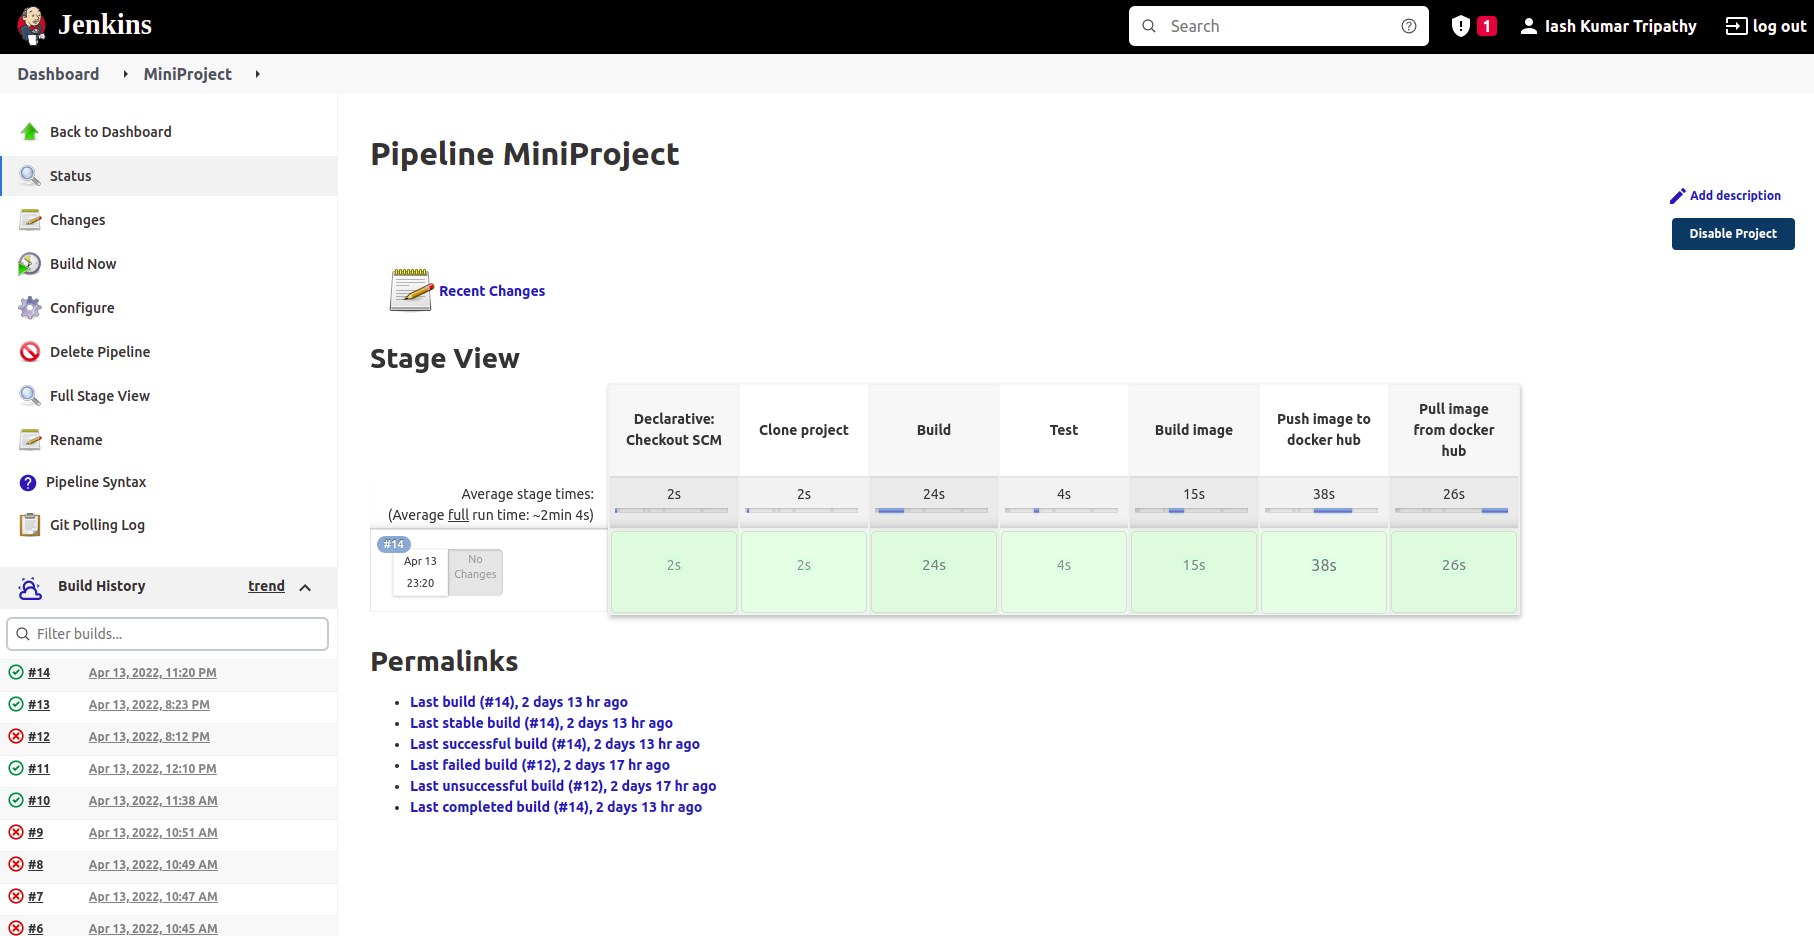 Jenkins
Search
1
Iash Kumar Tripathy
log out
Dashboard
MiniProject
Back to Dashboard
Status
Changes
Build Now
Configure
Delete Pipeline
Full Stage View
Rename
Pipeline Syntax
Git Polling Log
Build History
trend
Filter builds...
#14 Apr 13, 2022, 11:20 PM
#13 Apr 13, 2022, 8:23 PM
#12 Apr 13, 2022, 8:12 PM
#11 Apr 13, 2022, 12:10 PM
#10 Apr 13, 2022, 11:38 AM
#9 Apr 13, 2022, 10:51 AM
#8 Apr 13, 2022, 10:49 AM
#7 Apr 13, 2022, 10:47 AM
#6 Apr 13, 2022, 10:45 AM
Pipeline MiniProject
Add description
Disable Project
Recent Changes
Stage View
Declarative:
Checkout SCM
Clone project
Build
Test
Build image
Push image to
docker hub
Pull image
from docker
hub
Average stage times:
(Average full run time: ~2min 4s)
2s 2s 24s 4s 15s 38s 26s
#14
Apr 13
23:20
No
Changes
2s 2s 24s 4s 15s 38s 26s
Permalinks
Last build (#14), 2 days 13 hr ago
Last stable build (#14), 2 days 13 hr ago
Last successful build (#14), 2 days 13 hr ago
Last failed build (#12), 2 days 17 hr ago
Last unsuccessful build (#12), 2 days 17 hr ago
Last completed build (#14), 2 days 13 hr ago